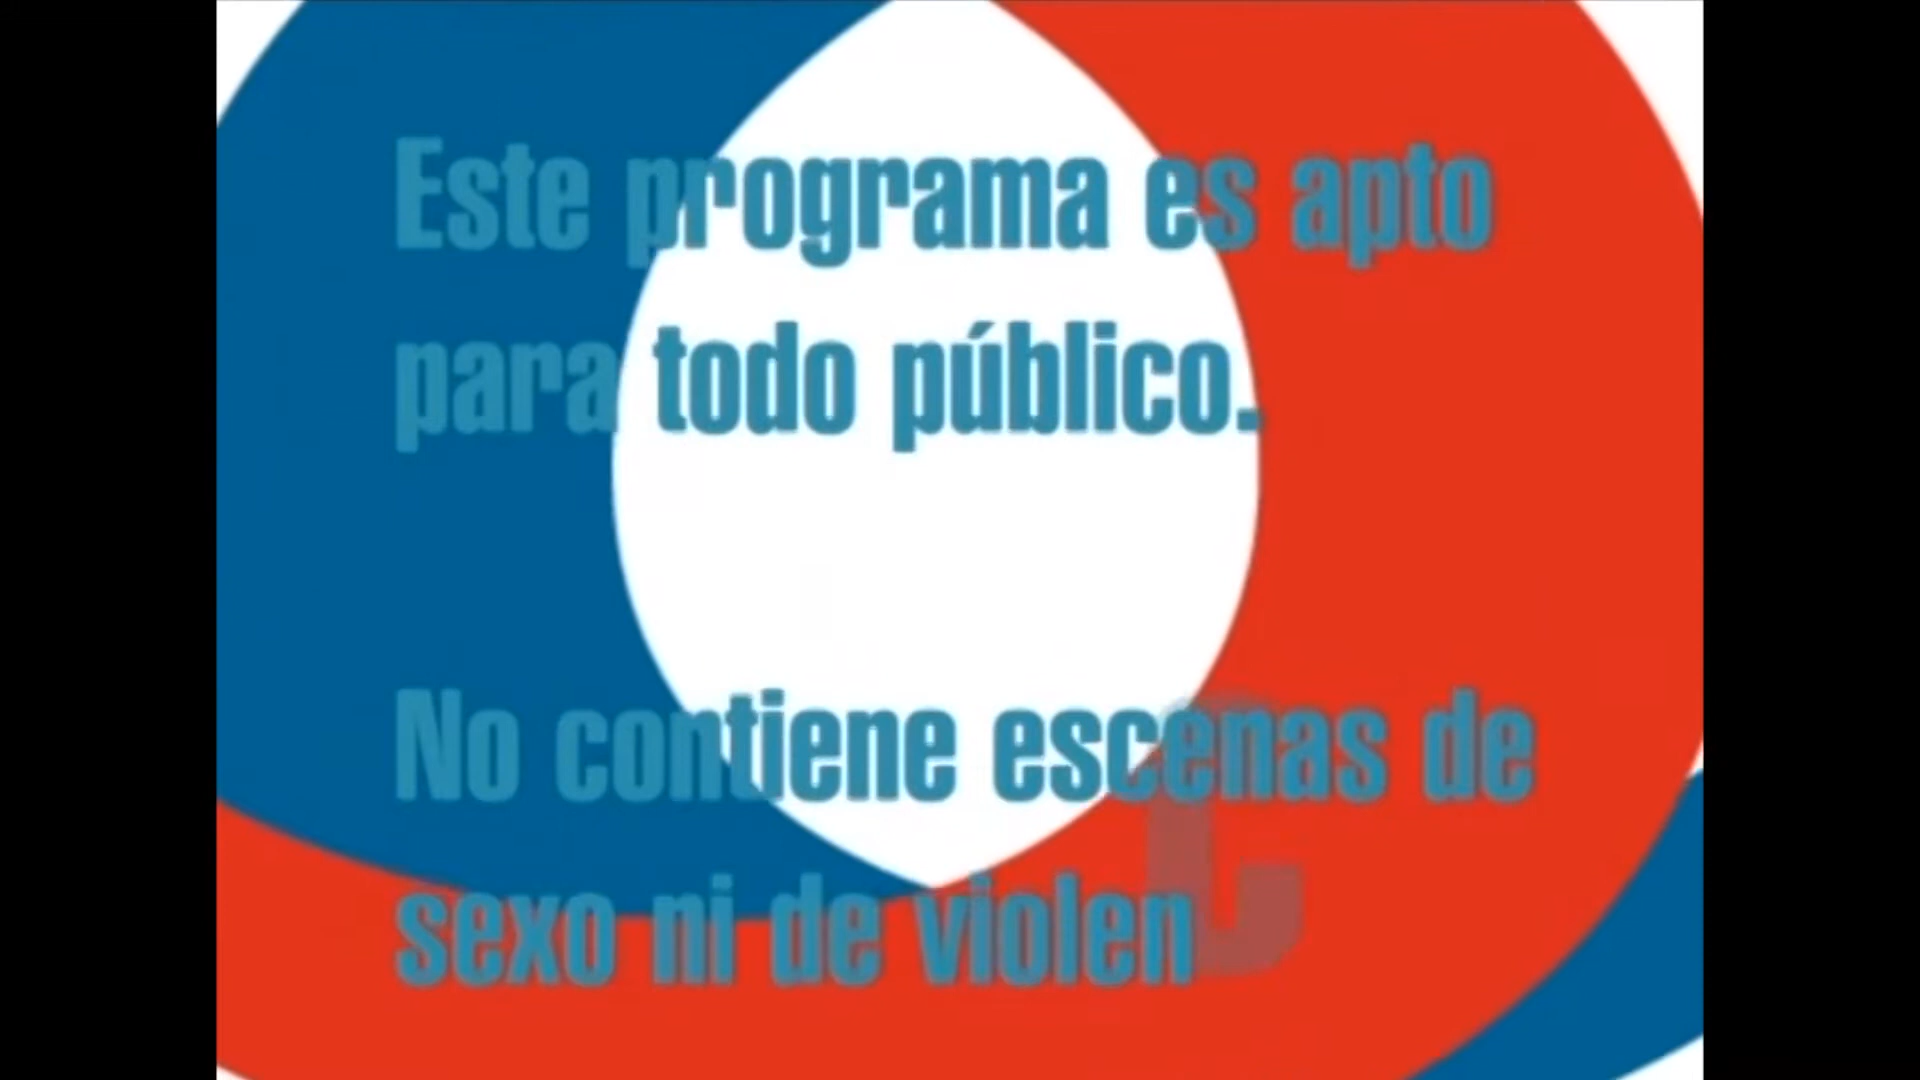 Este programa es apto
para todo público.
No contiene escenas de
sexo ni de violen